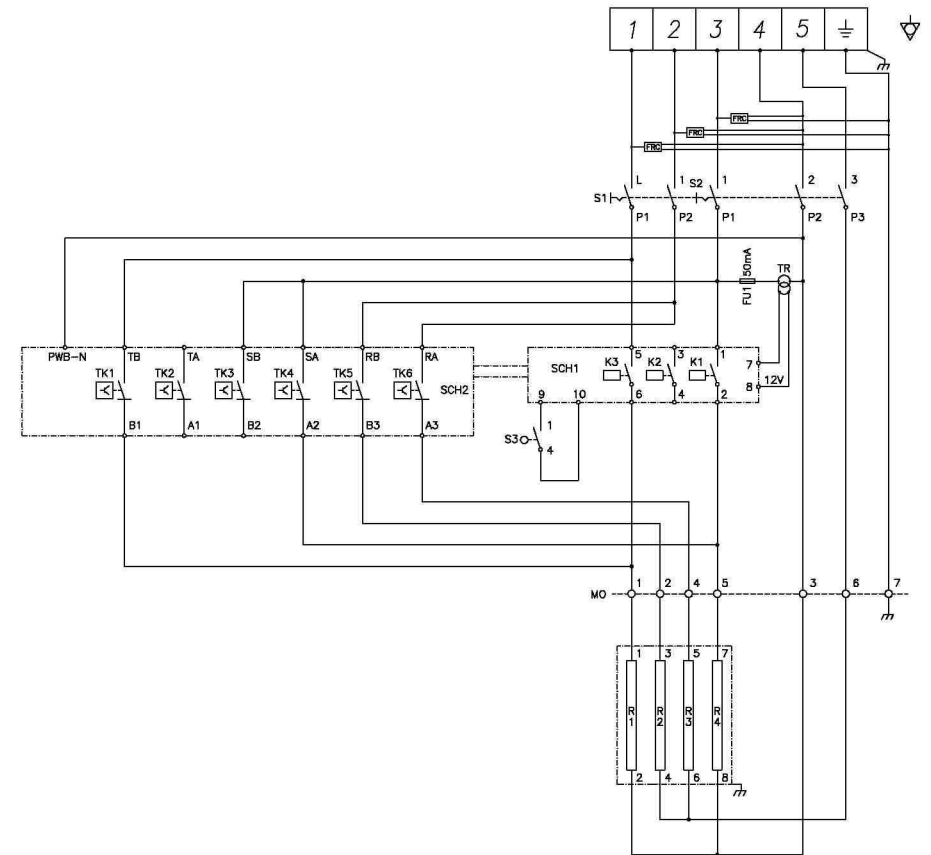 1 2 3 4 5
FRC
FRC
FRC
L 1 S2 1 2 3
S1
P1 P2 P1 P2 P3
FU1 50mA TR
PWB-N TB TA SB SA RB RA
TK1 TK2 TK3 TK4 TK5 TK6 SCH2
B1 A1 B2 A2 B3 A3
SCH1 5 3 1
K3 K2 K1 7
8 12V
9 10 6 4 2
S3 1
4
MO 1 2 4 5 3 6 7
1 3 5 7
R1 R2 R3 R4
2 4 6 8